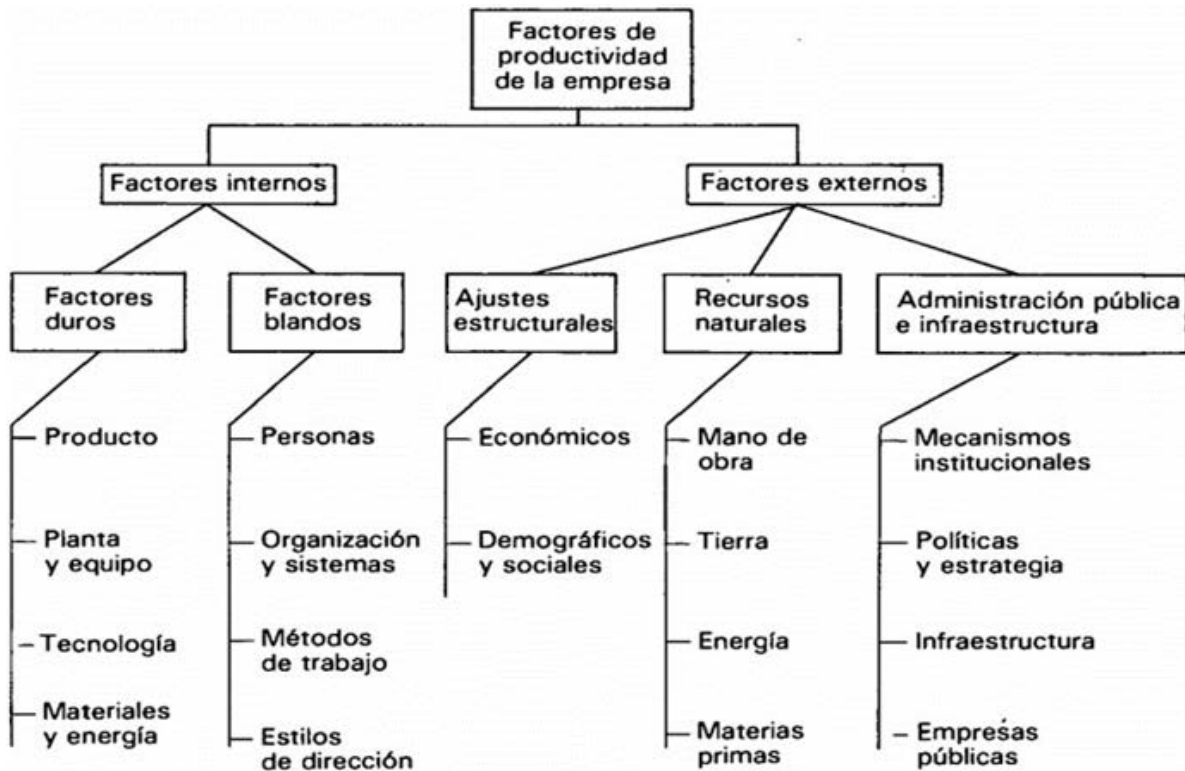 Factores de
productividad
de la empresa
Factores internos
Factores externos
Factores
duros
Factores
blandos
Ajustes
estructurales
Recursos
naturales
Administración pública
e infraestructura
Producto
Planta
y equipo
Tecnología
Materiales
y energía
Personas
Organización
y sistemas
Métodos
de trabajo
Estilos
de dirección
Económicos
Demográficos
y sociales
Mano de
obra
Tierra
Energía
Materias
primas
Mecanismos
institucionales
Políticas
y estrategia
Infraestructura
Empresas
públicas